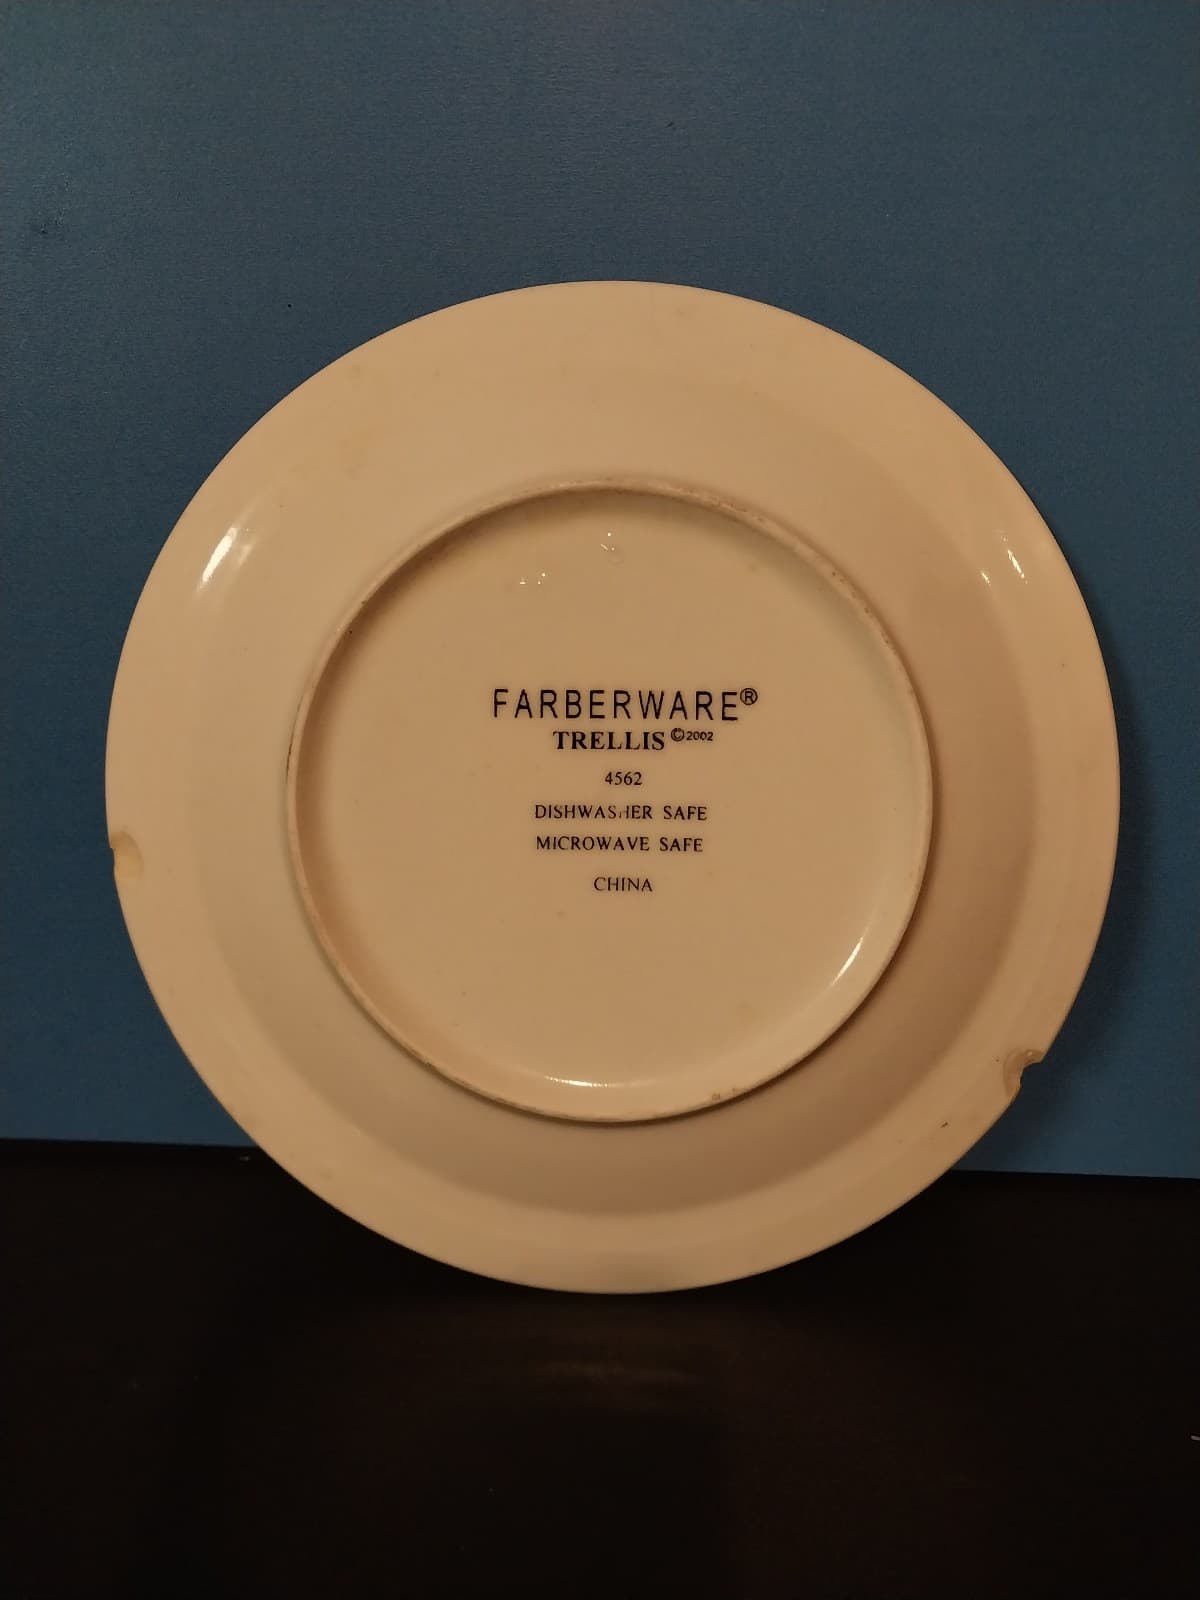 FARBERWARE®
TRELLIS ©2002
4562
DISHWASHER SAFE
MICROWAVE SAFE
CHINA